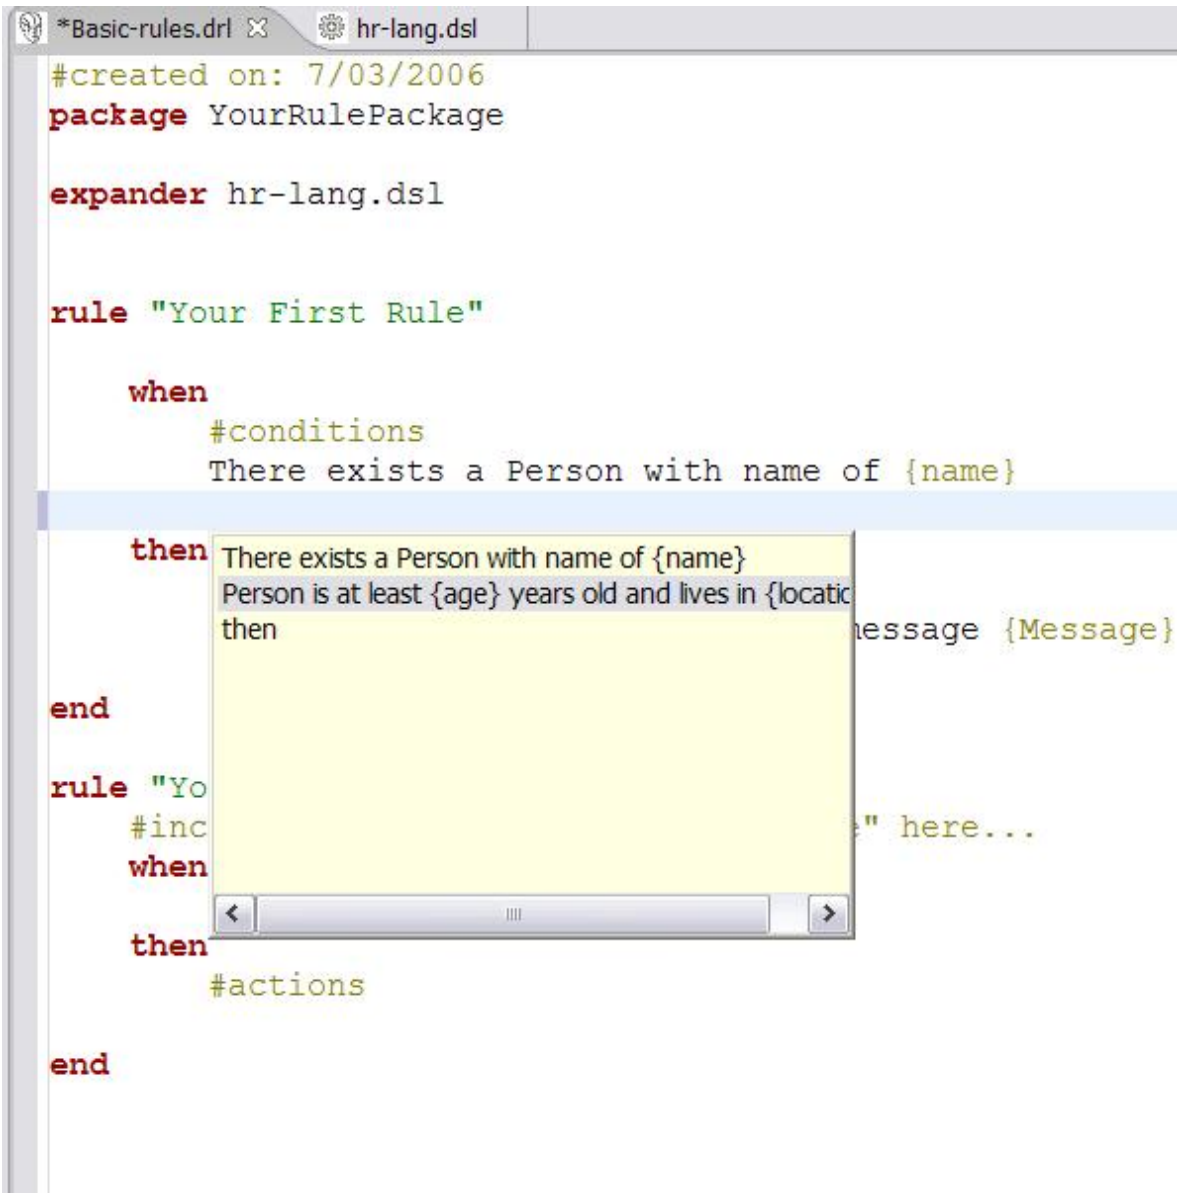 *Basic-rules.drl hr-lang.dsl
#created on: 7/03/2006
package YourRulePackage
expander hr-lang.dsl
rule "Your First Rule"
when
#conditions
There exists a Person with name of {name}
then
There exists a Person with name of {name}
Person is at least {age} years old and lives in {locatic
then
essage {Message}
end
rule "Yo
#inc " here...
when
then
#actions
end